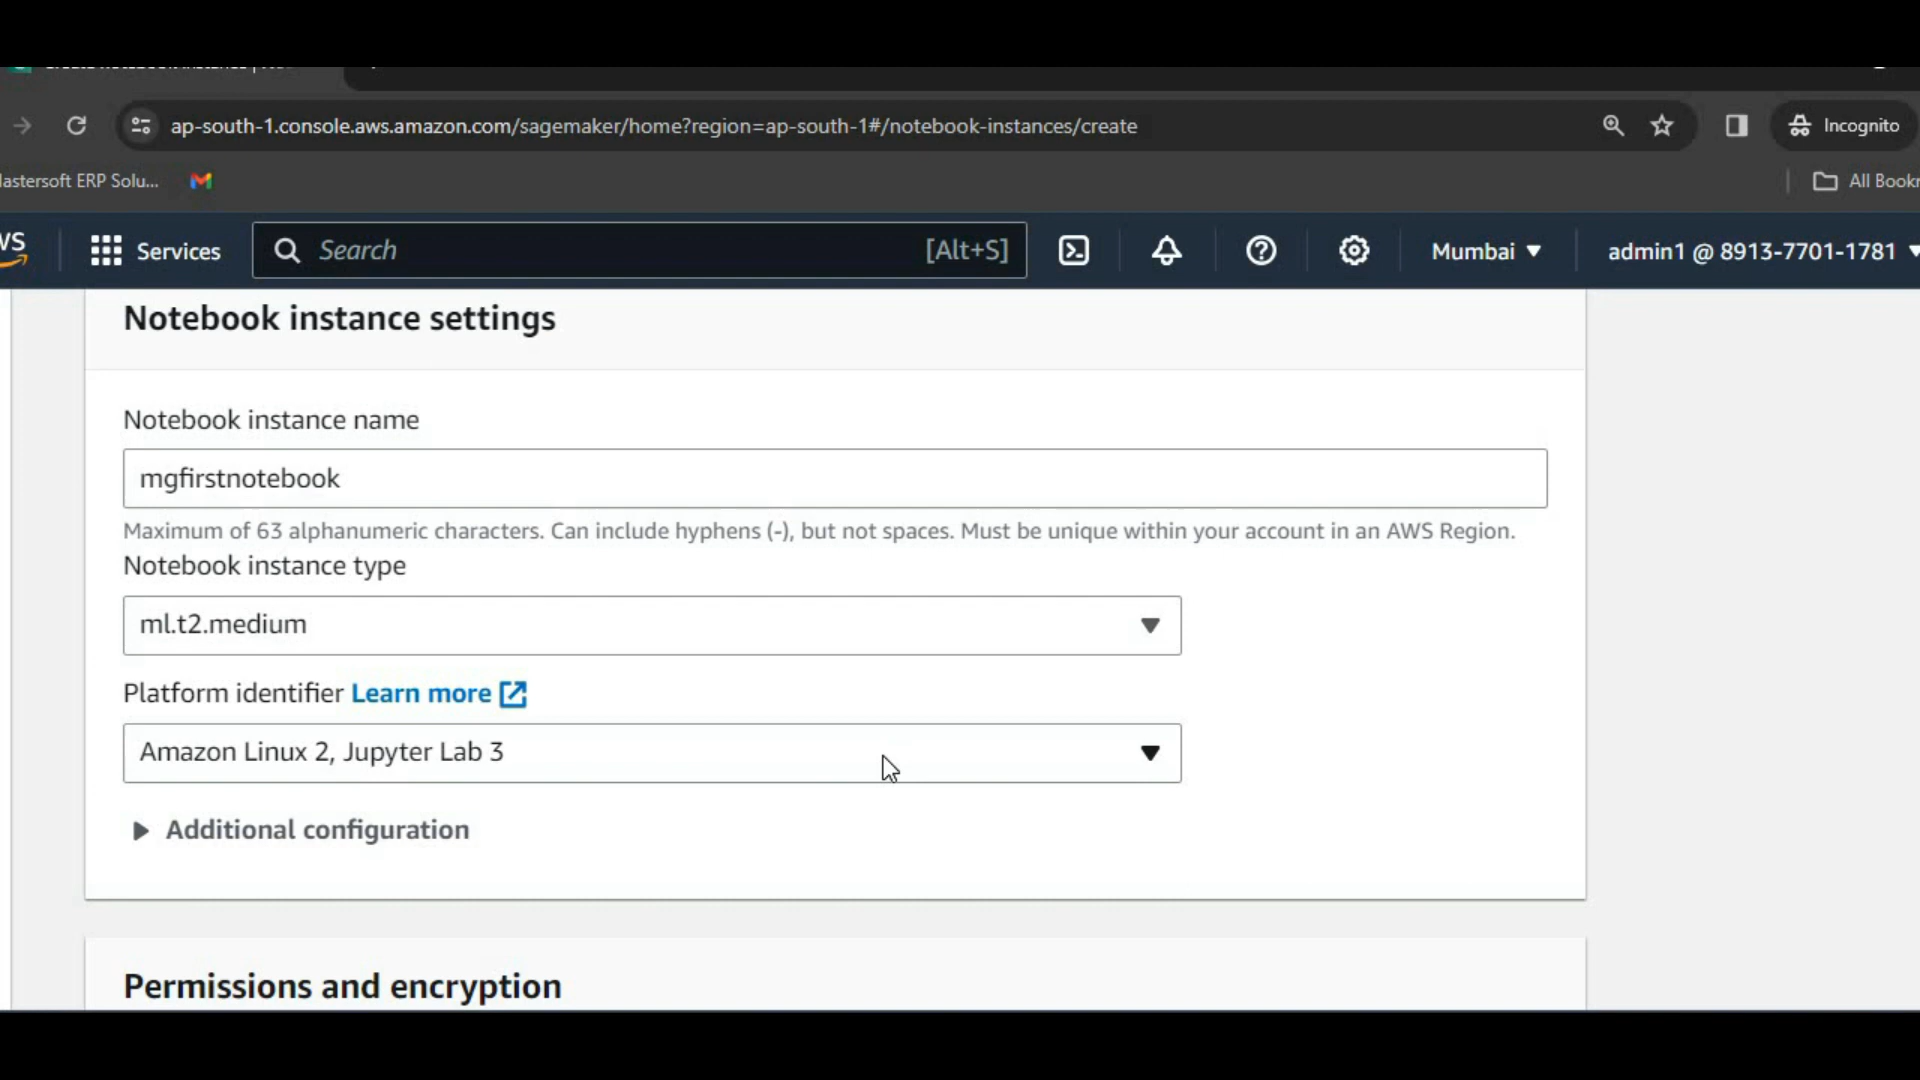 ap-south-1.console.aws.amazon.com/sagemaker/home?region=ap-south-1#/notebook-instances/create
Incognito
ERP Solu...
All
Services
Search
[Alt+S]
Mumbai
admin1 @ 8913-7701-1781
Notebook instance settings
Notebook instance name
mgfirstnotebook
Maximum of 63 alphanumeric characters. Can include hyphens (-), but not spaces. Must be unique within your account in an AWS Region.
Notebook instance type
ml.t2.medium
Platform identifier Learn more
Amazon Linux 2, Jupyter Lab 3
Additional configuration
Permissions and encryption